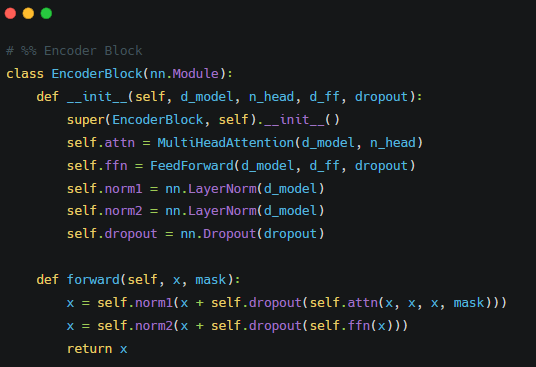 # %% Encoder Block
class EncoderBlock(nn.Module):
    def __init__(self, d_model, n_head, d_ff, dropout):
        super(EncoderBlock, self).__init__()
        self.attn = MultiHeadAttention(d_model, n_head)
        self.ffn = FeedForward(d_model, d_ff, dropout)
        self.norm1 = nn.LayerNorm(d_model)
        self.norm2 = nn.LayerNorm(d_model)
        self.dropout = nn.Dropout(dropout)

    def forward(self, x, mask):
        x = self.norm1(x + self.dropout(self.attn(x, x, x, mask)))
        x = self.norm2(x + self.dropout(self.ffn(x)))
        return x